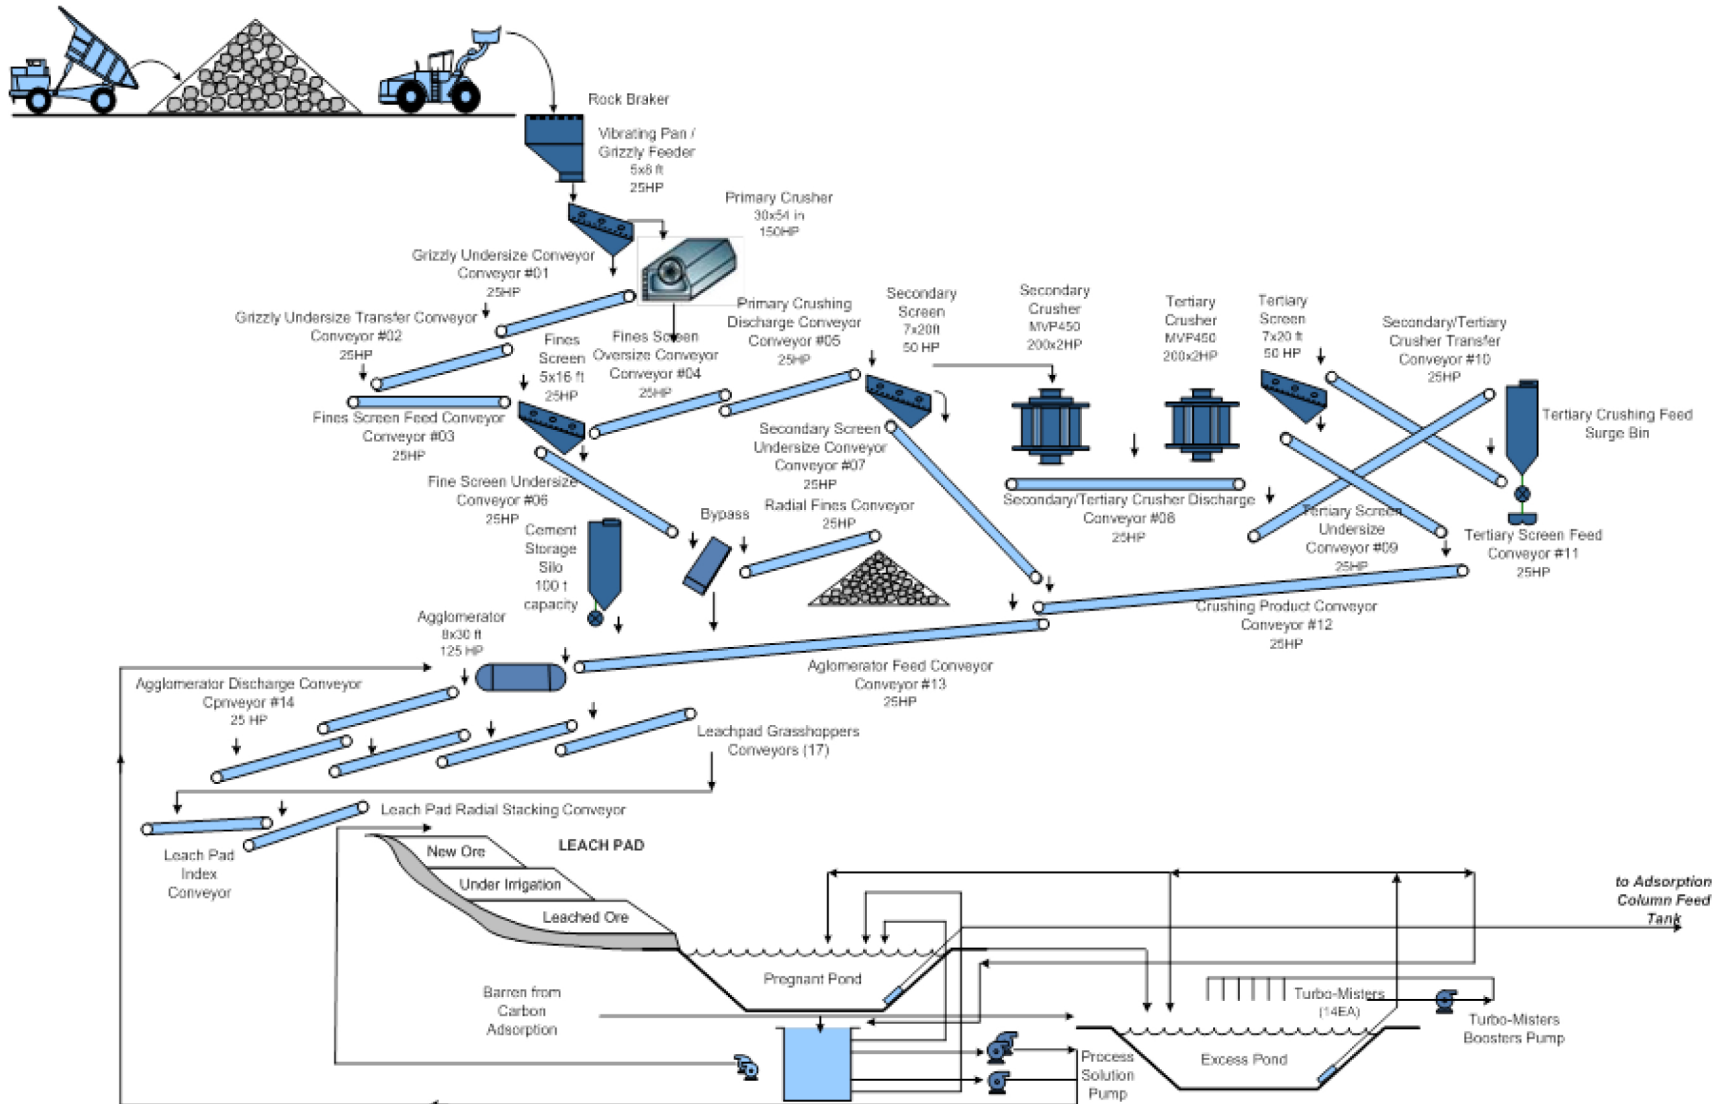 Rock Braker
Vibrating Pan /
Grizzly Feeder
5x8 ft
25HP
Primary Crusher
30x54 in
150HP
Grizzly Undersize Conveyor
Conveyor #01
25HP
Grizzly Undersize Transfer Conveyor
Conveyor #02
25HP
Fines Screen Feed Conveyor
Conveyor #03
25HP
Fines
Screen
5x16 ft
25HP
Fines Screen
Oversize Conveyor
Conveyor #04
25HP
Primary Crushing
Discharge Conveyor
Conveyor #05
25HP
Secondary
Screen
7x20ft
50 HP
Secondary
Crusher
MVP450
200x2HP
Tertiary
Crusher
MVP450
200x2HP
Tertiary
Screen
7x20 ft
50 HP
Secondary/Tertiary
Crusher Transfer
Conveyor #10
25HP
Tertiary Crushing Feed
Surge Bin
Fine Screen Undersize
Conveyor #06
25HP
Secondary Screen
Undersize Conveyor
Conveyor #07
25HP
Secondary/Tertiary Crusher Discharge
Conveyor #08
25HP
Tertiary Screen
Undersize
Conveyor #09
25HP
Tertiary Screen Feed
Conveyor #11
25HP
Cement
Storage
Silo
100 t
capacity
Bypass
Radial Fines Conveyor
25HP
Crushing Product Conveyor
Conveyor #12
25HP
Agglomerator
8x30 ft
125 HP
Aglomerator Feed Conveyor
Conveyor #13
25HP
Agglomerator Discharge Conveyor
Cpnveyor #14
25 HP
Leachpad Grasshoppers
Conveyors (17)
Leach Pad Radial Stacking Conveyor
Leach Pad
Index
Conveyor
LEACH PAD
New Ore
Under Irrigation
Leached Ore
Pregnant Pond
to Adsorption
Column Feed
Tank
Barren from
Carbon
Adsorption
Turbo-Misters
(14EA)
Turbo-Misters
Boosters Pump
Excess Pond
Process
Solution
Pump